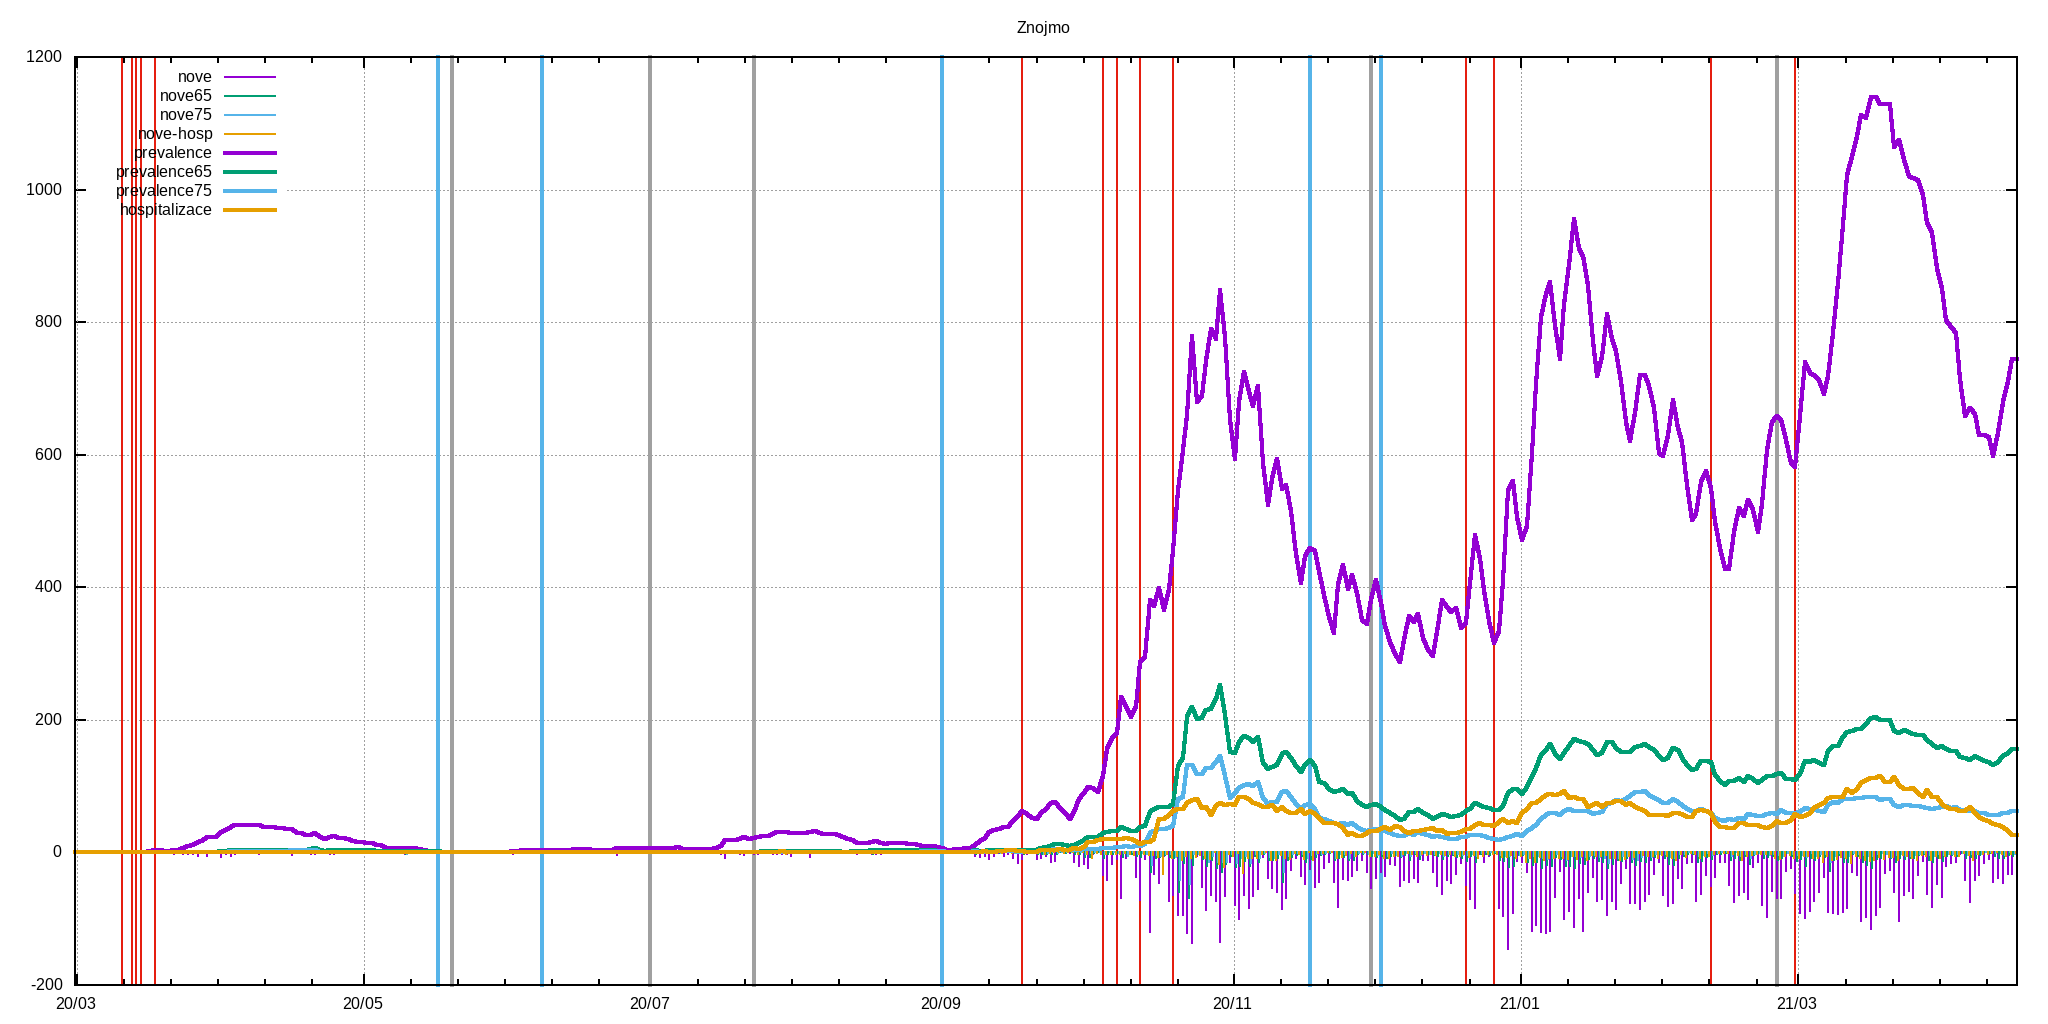 Znojmo
1200
nove
nove65
nove75
nove-hosp
prevalence
prevalence65
prevalence75
hospitalizace
1000
800
600
400
200
0
-200
20/03 20/05 20/07 20/09 20/11 21/01 21/03